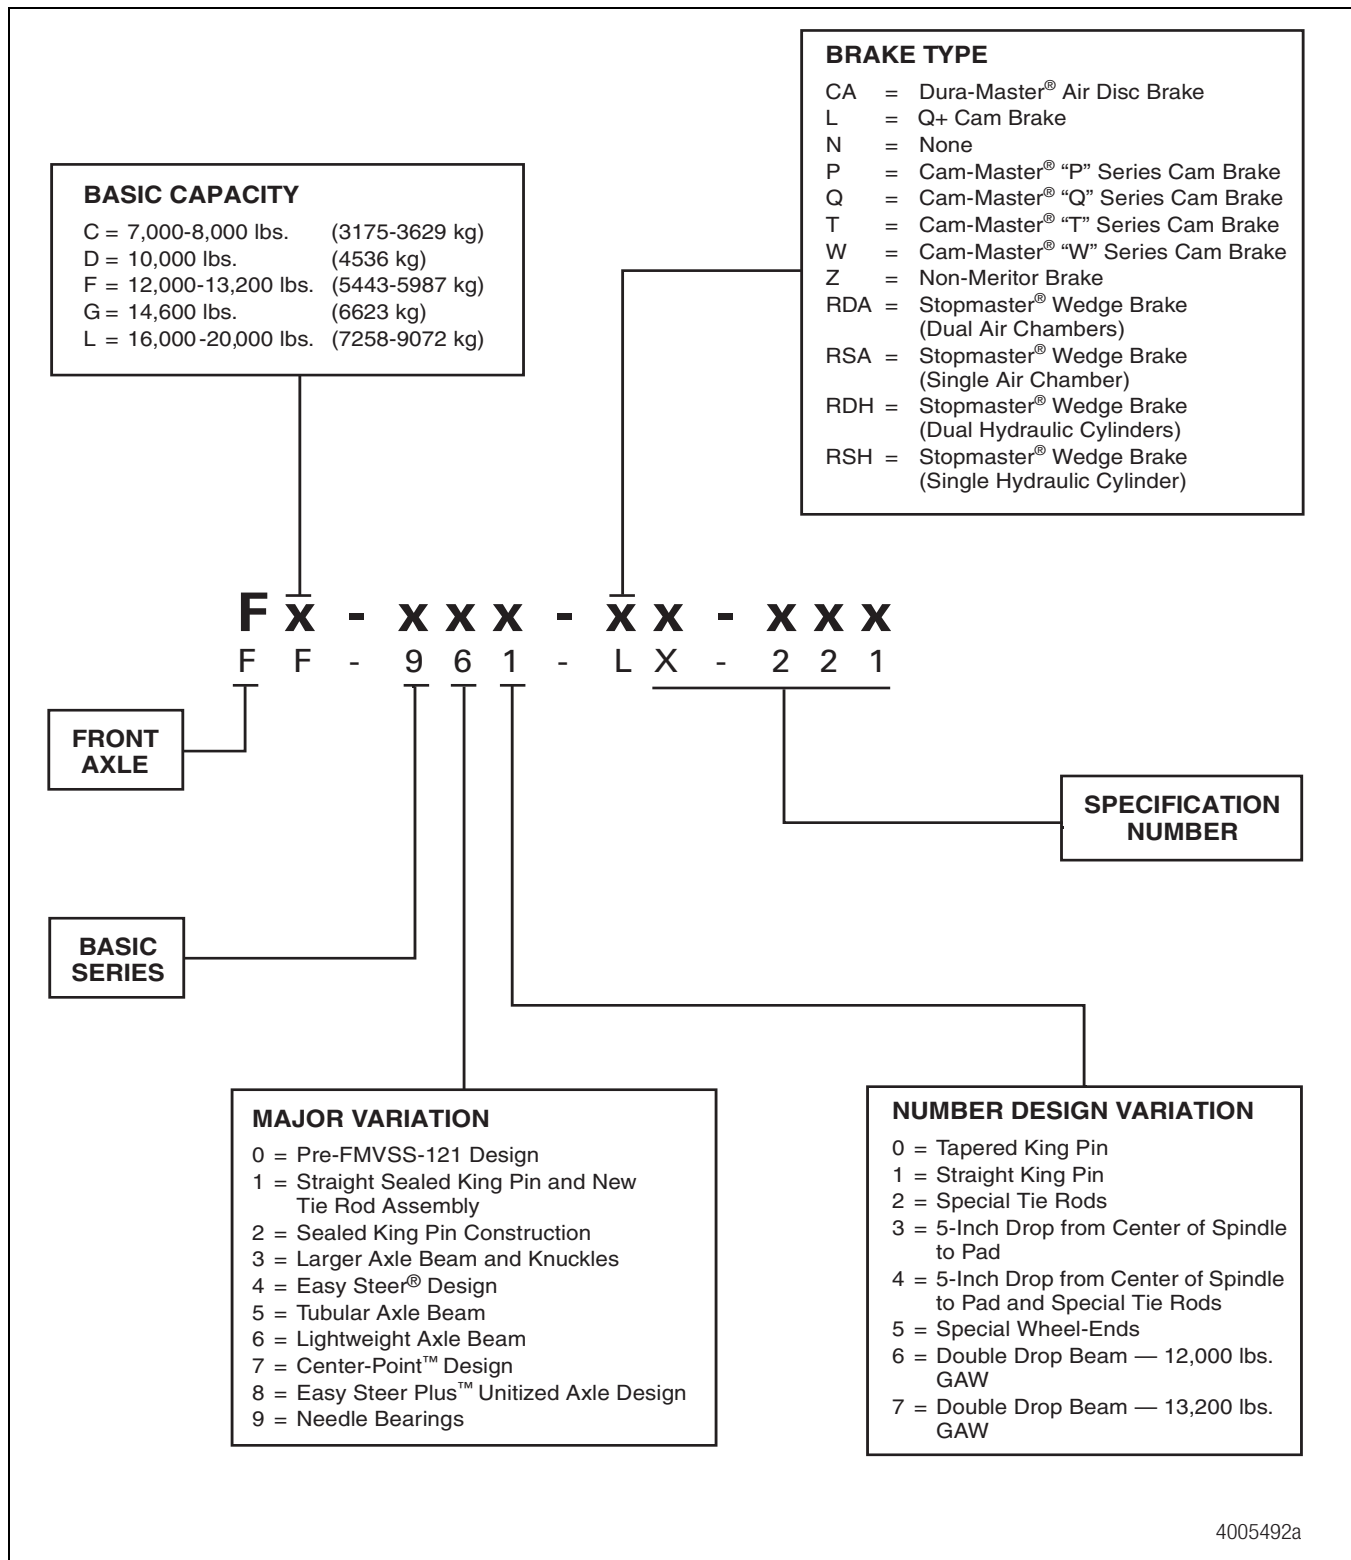 BRAKE TYPE
CA = Dura-Master® Air Disc Brake
L = Q+ Cam Brake
N = None
P = Cam-Master® “P” Series Cam Brake
Q = Cam-Master® “Q” Series Cam Brake
T = Cam-Master® “T” Series Cam Brake
W = Cam-Master® “W” Series Cam Brake
Z = Non-Meritor Brake
RDA = Stopmaster® Wedge Brake
(Dual Air Chambers)
RSA = Stopmaster® Wedge Brake
(Single Air Chamber)
RDH = Stopmaster® Wedge Brake
(Dual Hydraulic Cylinders)
RSH = Stopmaster® Wedge Brake
(Single Hydraulic Cylinder)
BASIC CAPACITY
C = 7,000-8,000 lbs. (3175-3629 kg)
D = 10,000 lbs. (4536 kg)
F = 12,000-13,200 lbs. (5443-5987 kg)
G = 14,600 lbs. (6623 kg)
L = 16,000-20,000 lbs. (7258-9072 kg)
F x - x x x - x x - x x x
F F - 9 6 1 - L X - 2 2 1
FRONT
AXLE
SPECIFICATION
NUMBER
BASIC
SERIES
MAJOR VARIATION
0 = Pre-FMVSS-121 Design
1 = Straight Sealed King Pin and New
Tie Rod Assembly
2 = Sealed King Pin Construction
3 = Larger Axle Beam and Knuckles
4 = Easy Steer® Design
5 = Tubular Axle Beam
6 = Lightweight Axle Beam
7 = Center-Point™ Design
8 = Easy Steer Plus™ Unitized Axle Design
9 = Needle Bearings
NUMBER DESIGN VARIATION
0 = Tapered King Pin
1 = Straight King Pin
2 = Special Tie Rods
3 = 5-Inch Drop from Center of Spindle
to Pad
4 = 5-Inch Drop from Center of Spindle
to Pad and Special Tie Rods
5 = Special Wheel-Ends
6 = Double Drop Beam — 12,000 lbs.
GAW
7 = Double Drop Beam — 13,200 lbs.
GAW
4005492a